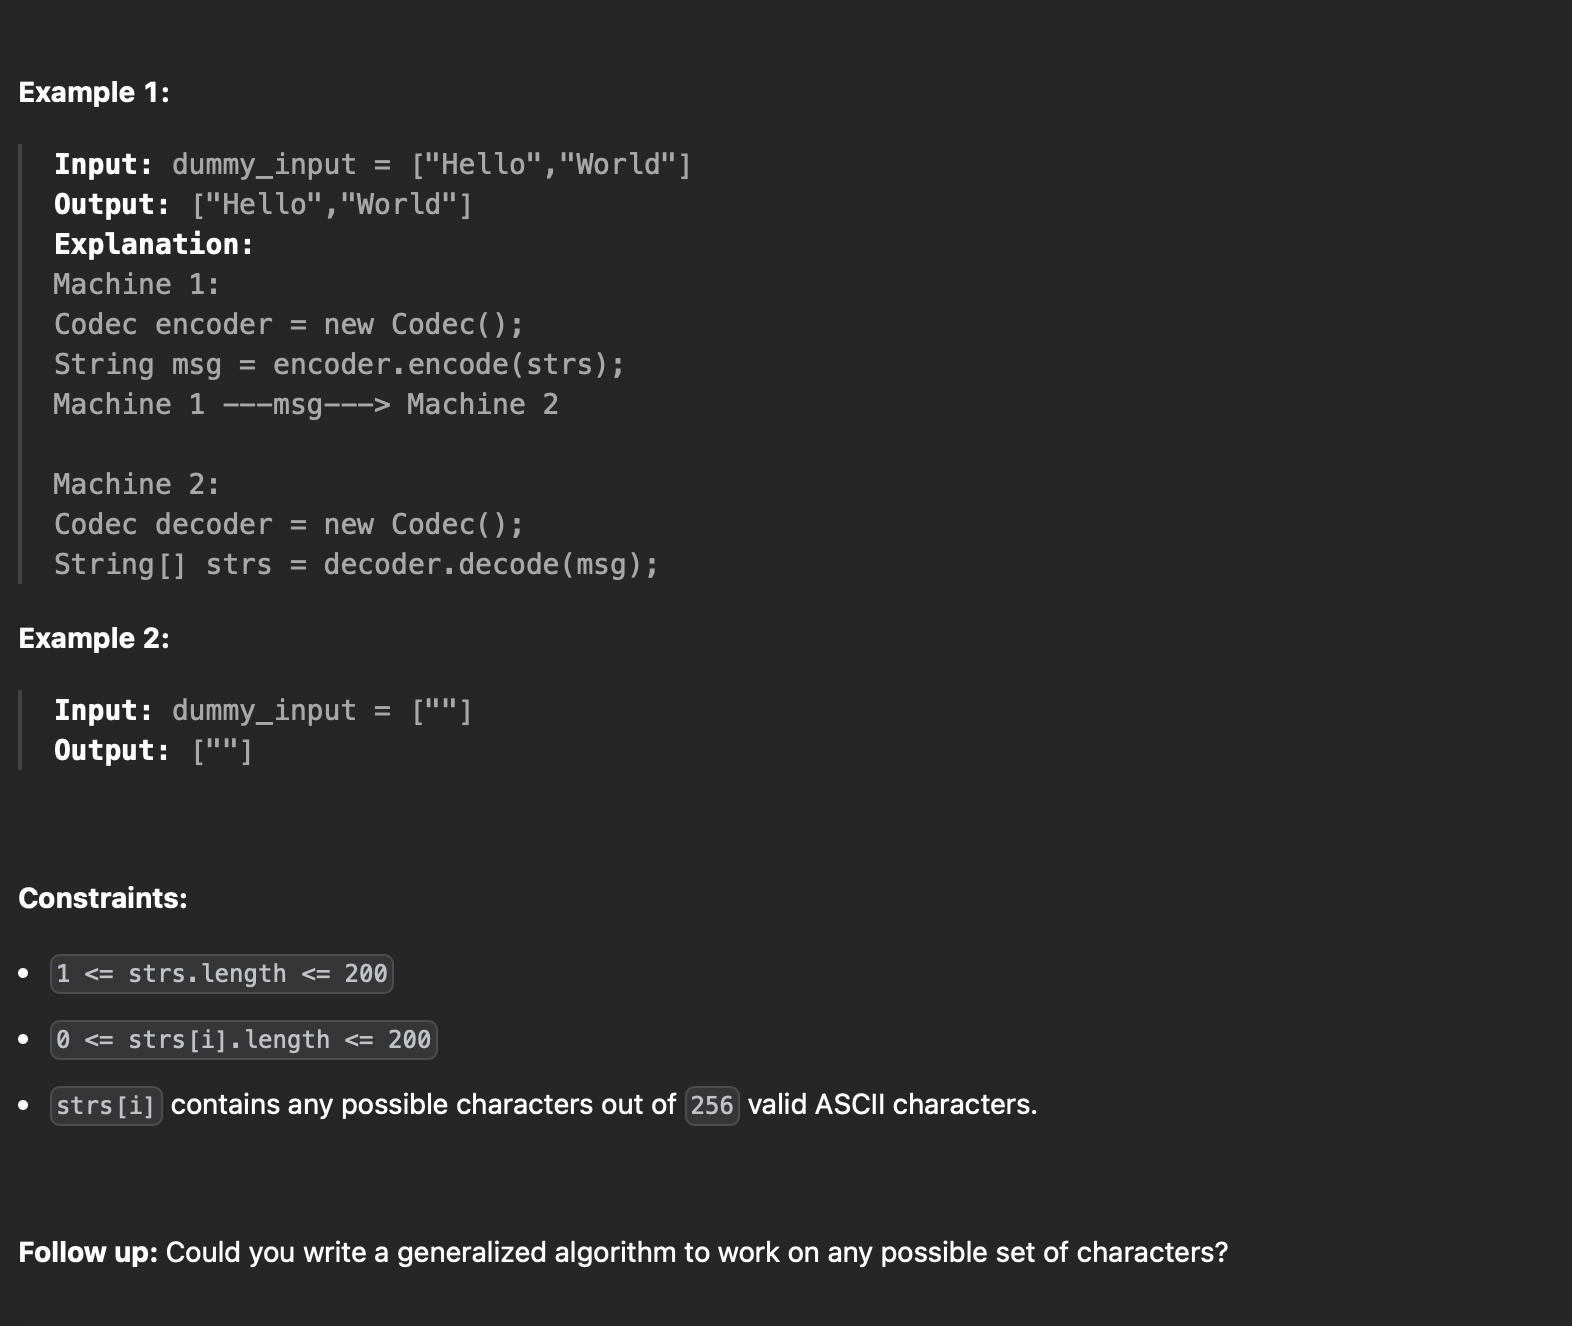 Example 1:
Input: dummy_input = ["Hello","World"]
Output: ["Hello","World"]
Explanation:
Machine 1:
Codec encoder = new Codec();
String msg = encoder.encode(strs);
Machine 1 ---msg---> Machine 2
Machine 2:
Codec decoder = new Codec();
String[] strs = decoder.decode(msg);
Example 2:
Input: dummy_input = [""]
Output: [""]
Constraints:
• 1 <= strs.length <= 200
• 0 <= strs[i].length <= 200
• strs[i] contains any possible characters out of 256 valid ASCII characters.
Follow up: Could you write a generalized algorithm to work on any possible set of characters?